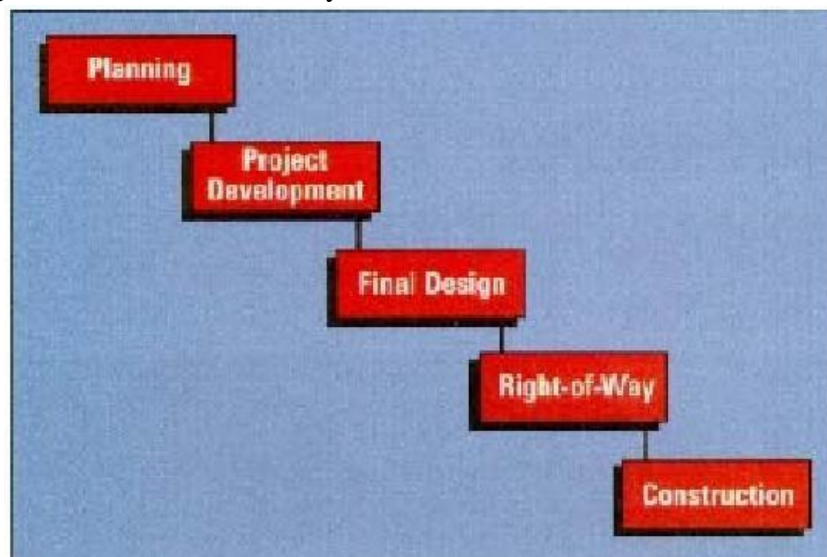 Planning
Project
Development
Final Design
Right-of-Way
Construction